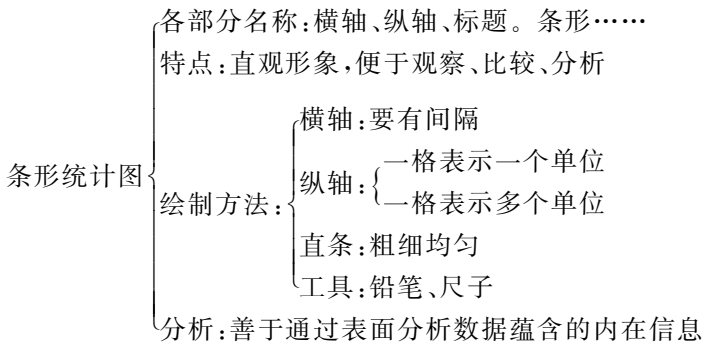 各部分名称:横轴、纵轴、标题。条形……
特点:直观形象,便于观察、比较、分析
横轴:要有间隔
条形统计图
绘制方法:
纵轴:
一格表示一个单位
一格表示多个单位
直条:粗细均匀
工具:铅笔、尺子
分析:善于通过表面分析数据蕴含的内在信息